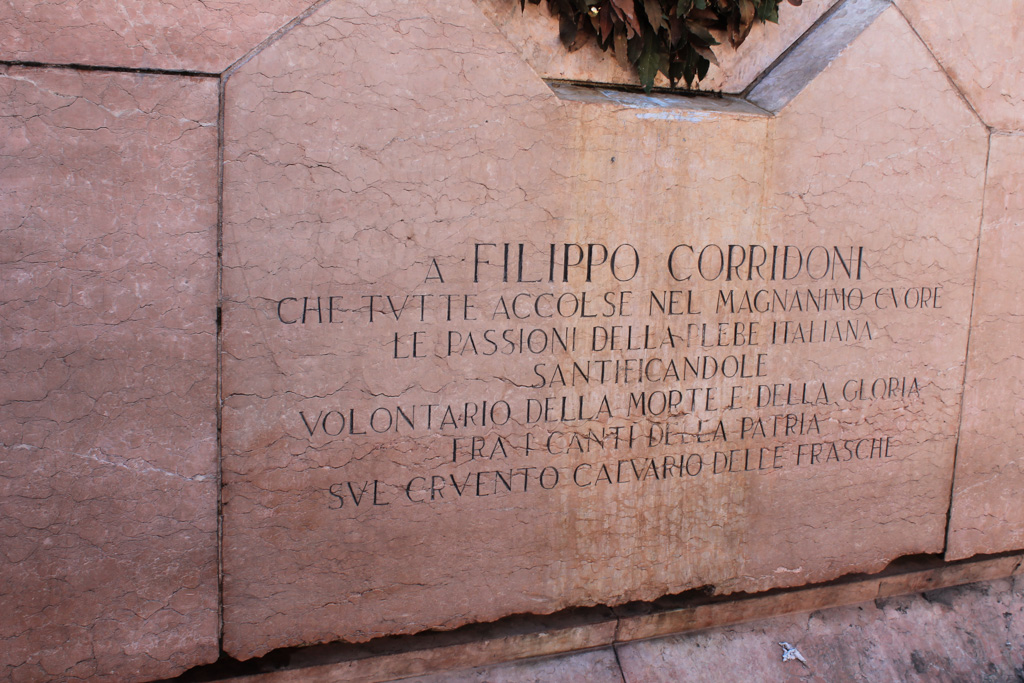 A FILIPPO CORRIDONI
CHE TVTTE ACCOLSE NEL MAGNANIMO CVORE
LE PASSIONI DELLA PLEBE ITALIANA
SANTIFICANDOLE
VOLONTARIO DELLA MORTE E DELLA GLORIA
FRA I CANTI DELLA PATRIA
SVL CRVENTO CALVARIO DELLE FRASCHE